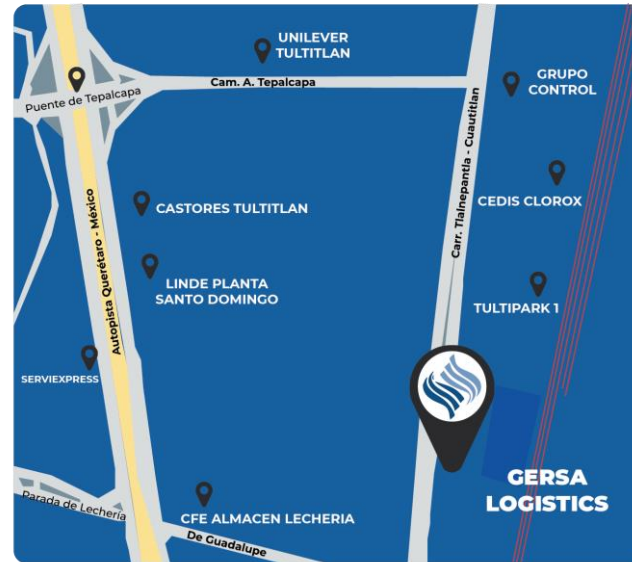 UNILEVER
TULTITLAN
Cam. A. Tepalcapa
GRUPO
CONTROL
Puente de Tepalcapa
CEDIS CLOROX
CASTORES TULTITLAN
Carr. Tlalnepantla - Cuautitlan
Autopista Querétaro - México
LINDE PLANTA
SANTO DOMINGO
TULTIPARK 1
SERVIEXPRESS
GERSA
LOGISTICS
Parada de Lechería
CFE ALMACEN LECHERIA
De Guadalupe